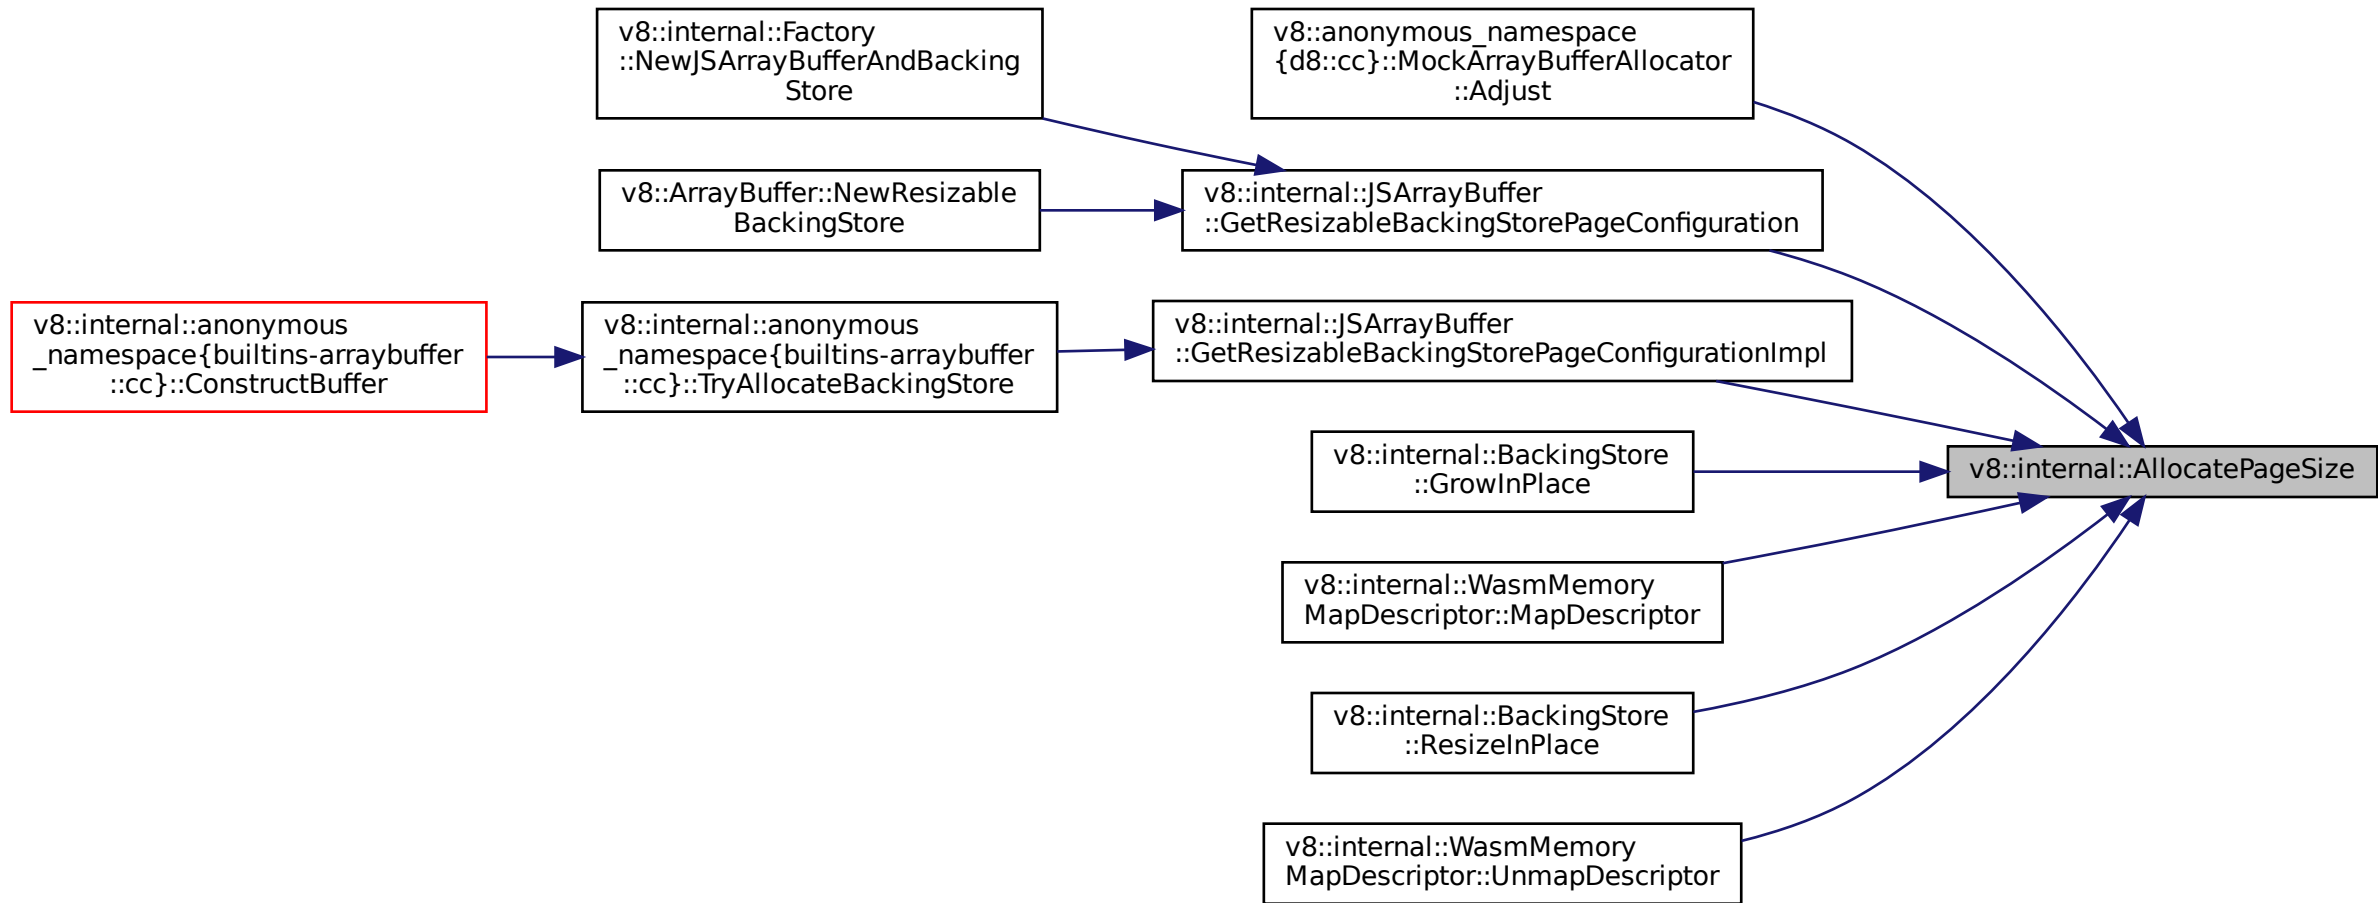 v8::internal::Factory
::NewJSArrayBufferAndBacking
Store
v8::anonymous_namespace
{d8::cc}::MockArrayBufferAllocator
::Adjust
v8::ArrayBuffer::NewResizable
BackingStore
v8::internal::JSArrayBuffer
::GetResizableBackingStorePageConfiguration
v8::internal::anonymous
_namespace{builtins-arraybuffer
::cc}::ConstructBuffer
v8::internal::anonymous
_namespace{builtins-arraybuffer
::cc}::TryAllocateBackingStore
v8::internal::JSArrayBuffer
::GetResizableBackingStorePageConfigurationImpl
v8::internal::BackingStore
::GrowInPlace
v8::internal::AllocatePageSize
v8::internal::WasmMemory
MapDescriptor::MapDescriptor
v8::internal::BackingStore
::ResizeInPlace
v8::internal::WasmMemory
MapDescriptor::UnmapDescriptor